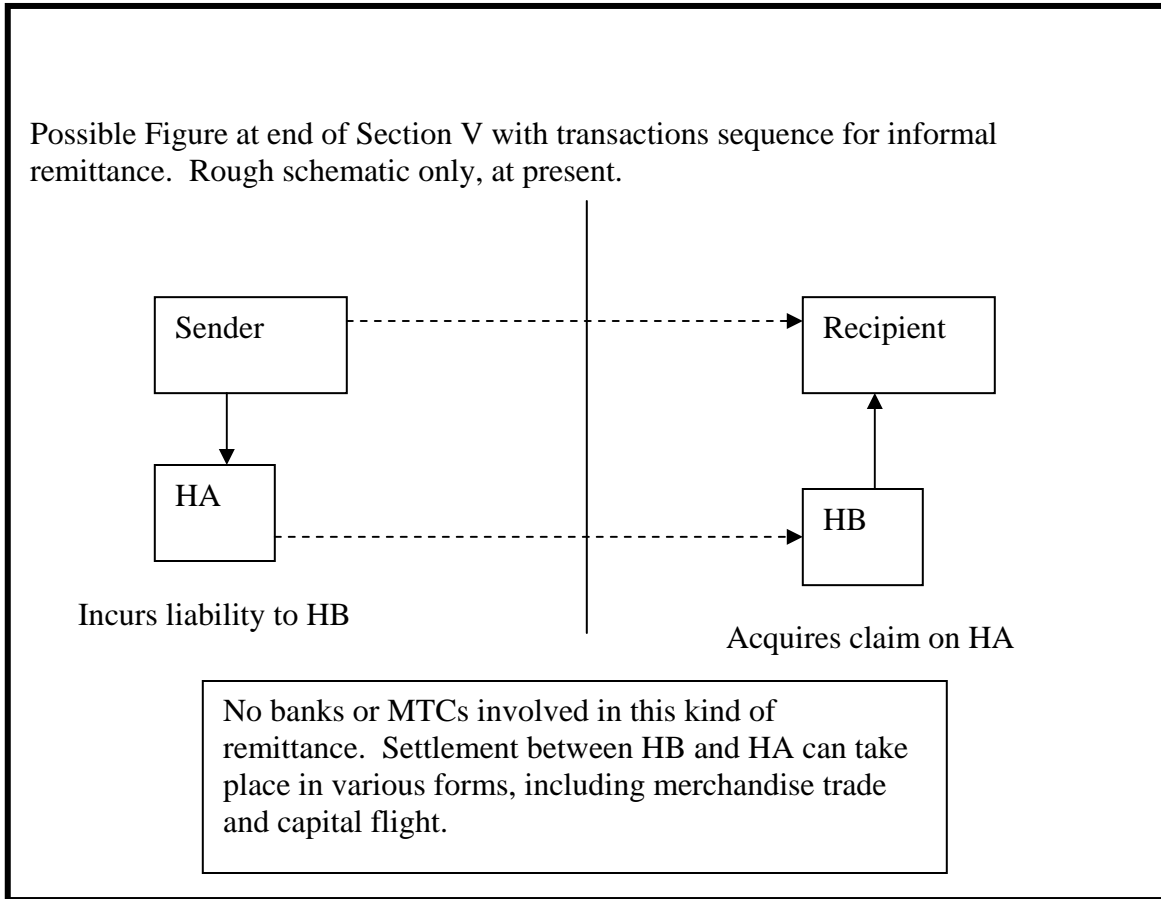 Possible Figure at end of Section V with transactions sequence for informal
remittance.  Rough schematic only, at present.
Sender
Recipient
HA
HB
Incurs liability to HB
Acquires claim on HA
No banks or MTCs involved in this kind of
remittance.  Settlement between HB and HA can take
place in various forms, including merchandise trade
and capital flight.